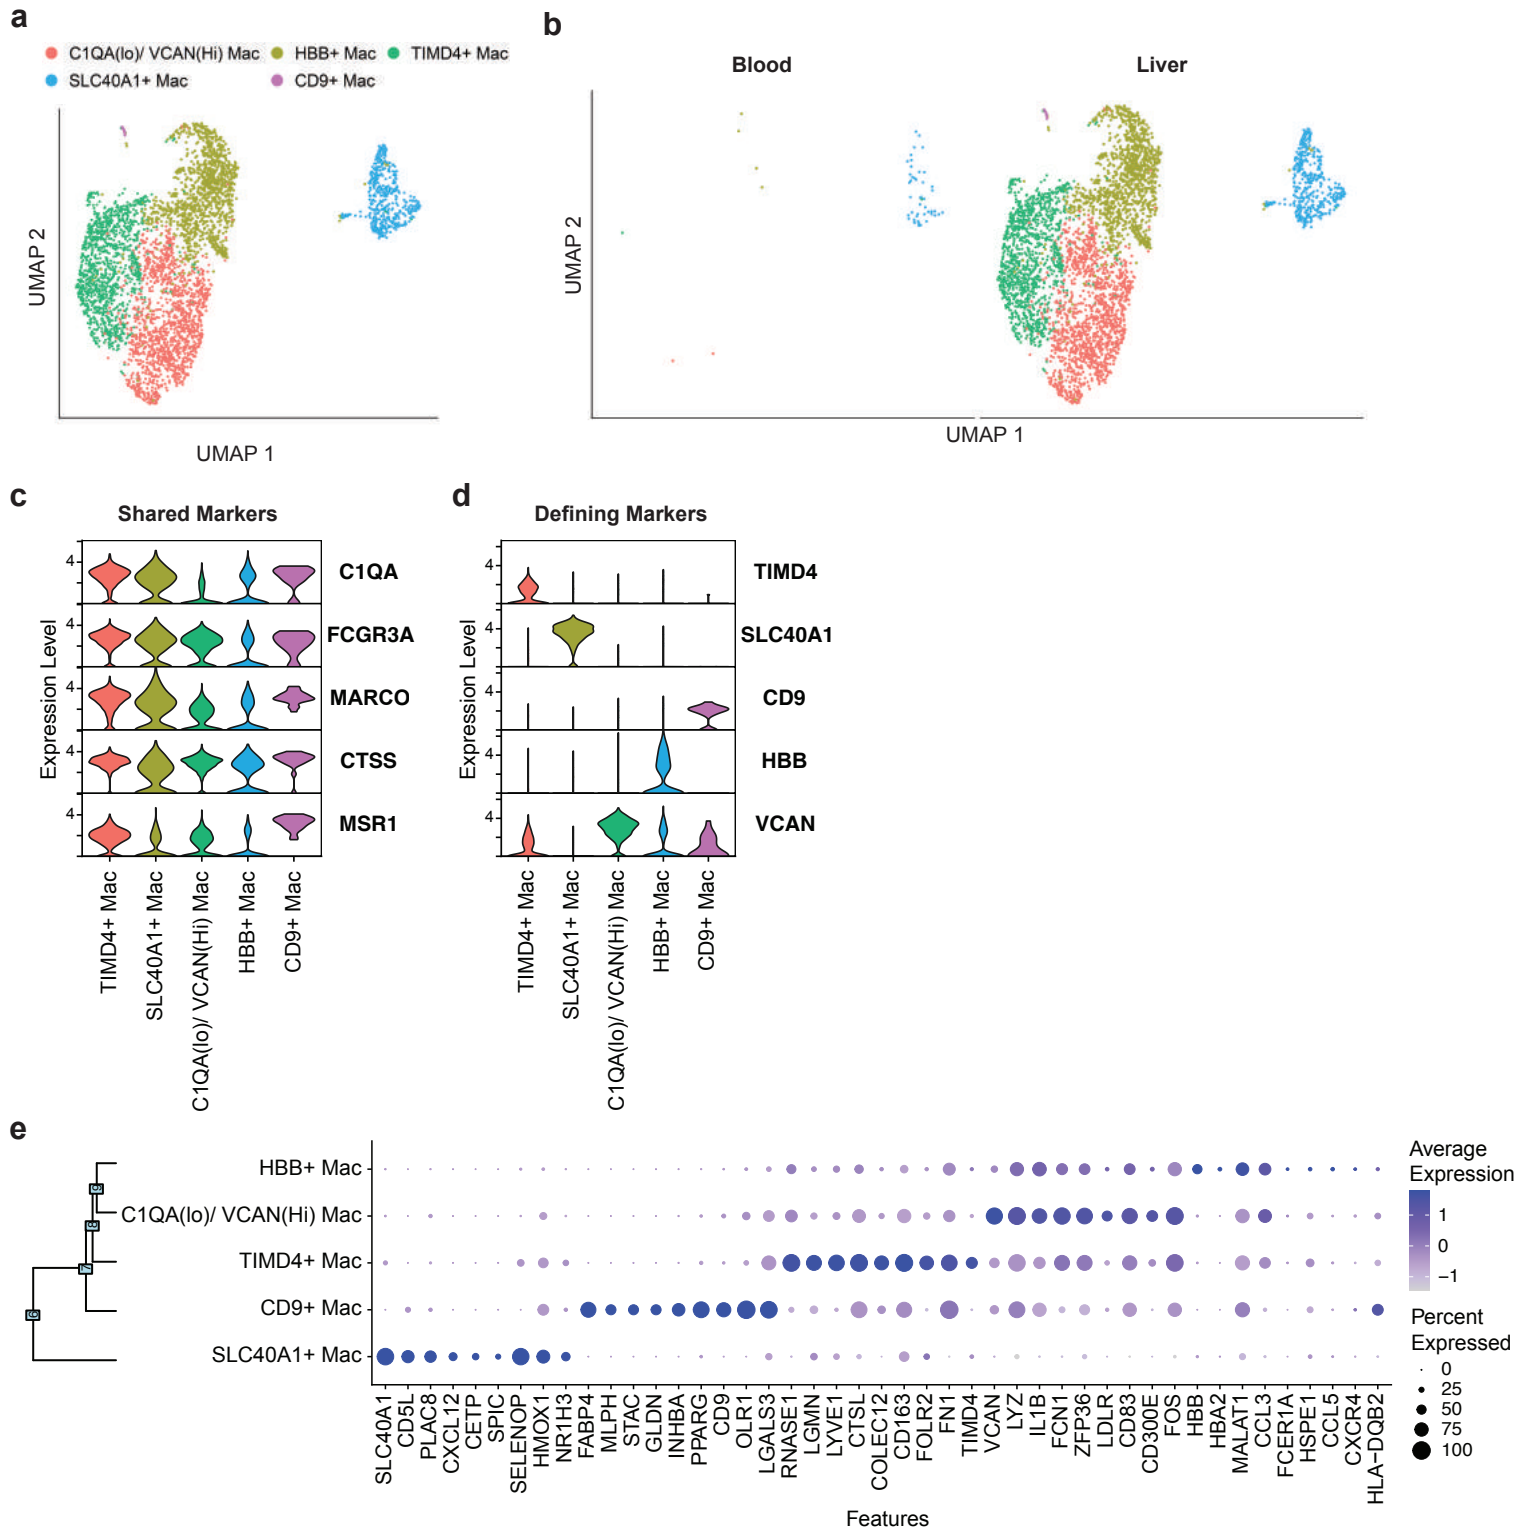 a
C1QA(lo)/ VCAN(Hi) Mac HBB+ Mac TIMD4+ Mac
SLC40A1+ Mac CD9+ Mac
UMAP 2
UMAP 1
b
Blood Liver
UMAP 2
UMAP 1
c
Shared Markers
Expression Level
4 C1QA
4 FCGR3A
4 MARCO
4 CTSS
4 MSR1
TIMD4+ Mac
SLC40A1+ Mac
C1QA(lo)/ VCAN(Hi) Mac
HBB+ Mac
CD9+ Mac
d
Defining Markers
Expression Level
4 TIMD4
4 SLC40A1
4 CD9
4 HBB
4 VCAN
TIMD4+ Mac
SLC40A1+ Mac
C1QA(lo)/ VCAN(Hi) Mac
HBB+ Mac
CD9+ Mac
e
9
8
7
6
HBB+ Mac
C1QA(lo)/ VCAN(Hi) Mac
TIMD4+ Mac
CD9+ Mac
SLC40A1+ Mac
SLC40A1
CD5L
PLAC8
CXCL12
CETP
SPIC
SELENOP
HMOX1
NR1H3
FABP4
MLPH
STAC
GLDN
INHBA
PPARG
CD9
OLR1
LGALS3
RNASE1
LGMN
LYVE1
CTSL
COLEC12
CD163
FOLR2
FN1
TIMD4
VCAN
LYZ
IL1B
FCN1
ZFP36
LDLR
CD83
CD300E
FOS
HBB
HBA2
MALAT1
CCL3
FCER1A
HSPE1
CCL5
CXCR4
HLA−DQB2
Features
Average
Expression
1
0
−1
Percent
Expressed
0
25
50
75
100